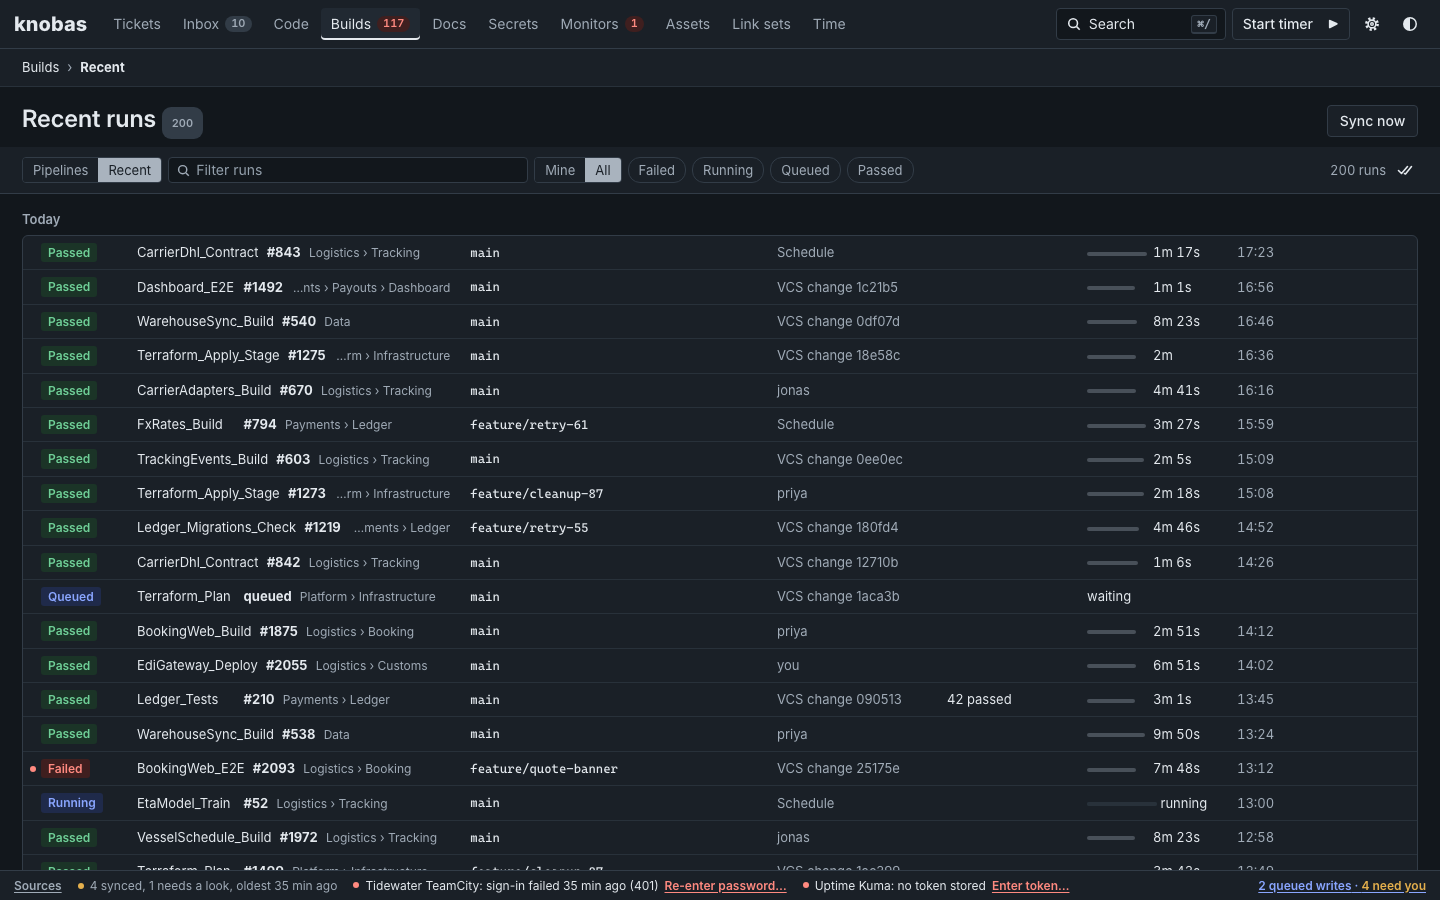 knobas Tickets Inbox 10 Code Builds 117 Docs Secrets Monitors 1 Assets Link sets Time Search ⌘/ Start timer
Builds › Recent
Recent runs 200 Sync now
Pipelines Recent Filter runs Mine All Failed Running Queued Passed 200 runs
Today
Passed CarrierDhl_Contract #843 Logistics › Tracking main Schedule 1m 17s 17:23
Passed Dashboard_E2E #1492 …nts › Payouts › Dashboard main VCS change 1c21b5 1m 1s 16:56
Passed WarehouseSync_Build #540 Data main VCS change 0df07d 8m 23s 16:46
Passed Terraform_Apply_Stage #1275 …rm › Infrastructure main VCS change 18e58c 2m 16:36
Passed CarrierAdapters_Build #670 Logistics › Tracking main jonas 4m 41s 16:16
Passed FxRates_Build #794 Payments › Ledger feature/retry-61 Schedule 3m 27s 15:59
Passed TrackingEvents_Build #603 Logistics › Tracking main VCS change 0ee0ec 2m 5s 15:09
Passed Terraform_Apply_Stage #1273 …rm › Infrastructure feature/cleanup-87 priya 2m 18s 15:08
Passed Ledger_Migrations_Check #1219 …ments › Ledger feature/retry-55 VCS change 180fd4 4m 46s 14:52
Passed CarrierDhl_Contract #842 Logistics › Tracking main VCS change 12710b 1m 6s 14:26
Queued Terraform_Plan queued Platform › Infrastructure main VCS change 1aca3b waiting
Passed BookingWeb_Build #1875 Logistics › Booking main priya 2m 51s 14:12
Passed EdiGateway_Deploy #2055 Logistics › Customs main you 6m 51s 14:02
Passed Ledger_Tests #210 Payments › Ledger main VCS change 090513 42 passed 3m 1s 13:45
Passed WarehouseSync_Build #538 Data main priya 9m 50s 13:24
Failed BookingWeb_E2E #2093 Logistics › Booking feature/quote-banner VCS change 25175e 7m 48s 13:12
Running EtaModel_Train #52 Logistics › Tracking main Schedule running 13:00
Passed VesselSchedule_Build #1972 Logistics › Tracking main jonas 8m 23s 12:58
Passed Terraform_Plan Platform › Infrastructure
Sources 4 synced, 1 needs a look, oldest 35 min ago Tidewater TeamCity: sign-in failed 35 min ago (401) Re-enter password… Uptime Kuma: no token stored Enter token… 2 queued writes · 4 need you